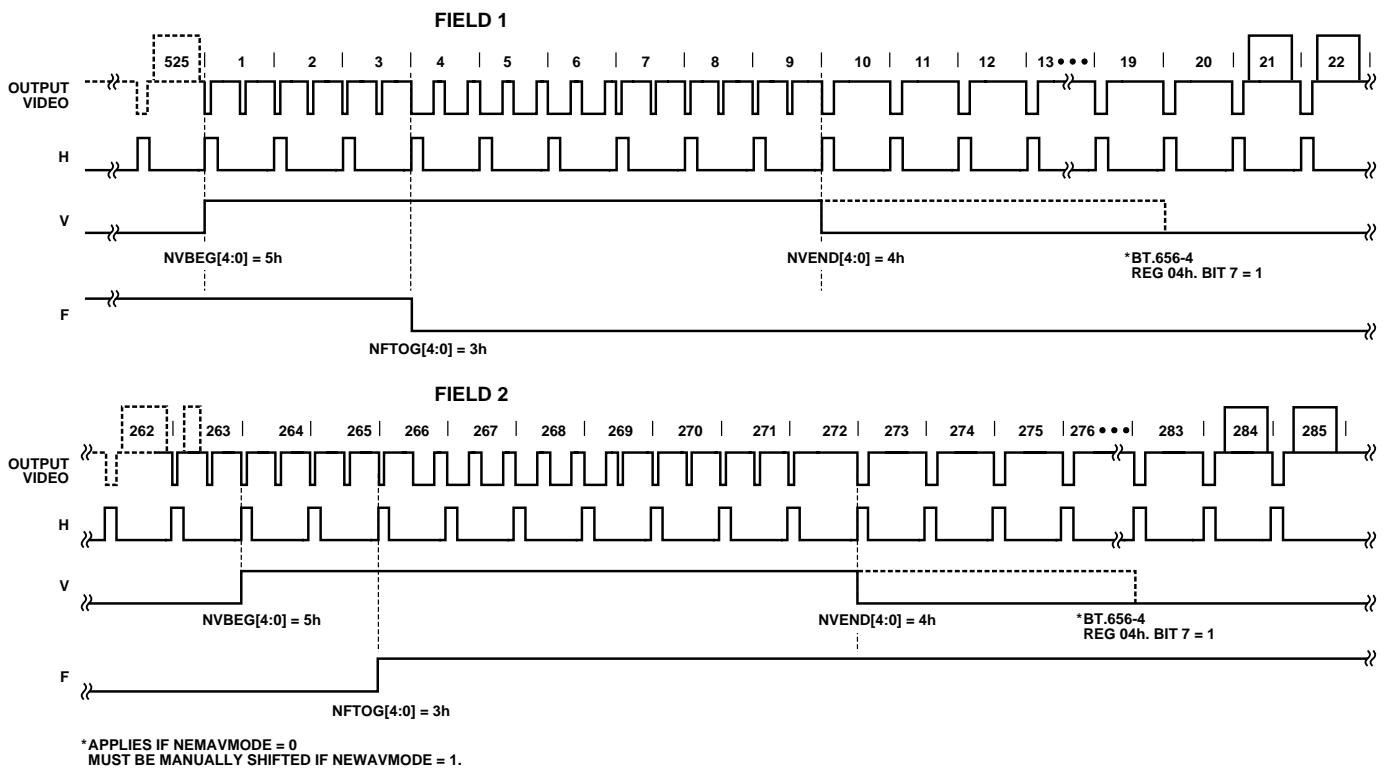 FIELD 1
525 1 2 3 4 5 6 7 8 9 10 11 12 13 ••• 19 20 21 22
OUTPUT
VIDEO
H
V
NVBEG[4:0] = 5h
NVEND[4:0] = 4h
*BT.656-4
REG 04h. BIT 7 = 1
F
NFTOG[4:0] = 3h
FIELD 2
262 263 264 265 266 267 268 269 270 271 272 273 274 275 276 ••• 283 284 285
OUTPUT
VIDEO
H
V
NVBEG[4:0] = 5h
NVEND[4:0] = 4h
*BT.656-4
REG 04h. BIT 7 = 1
F
NFTOG[4:0] = 3h
*APPLIES IF NEMAVMODE = 0
MUST BE MANUALLY SHIFTED IF NEWAVMODE = 1.